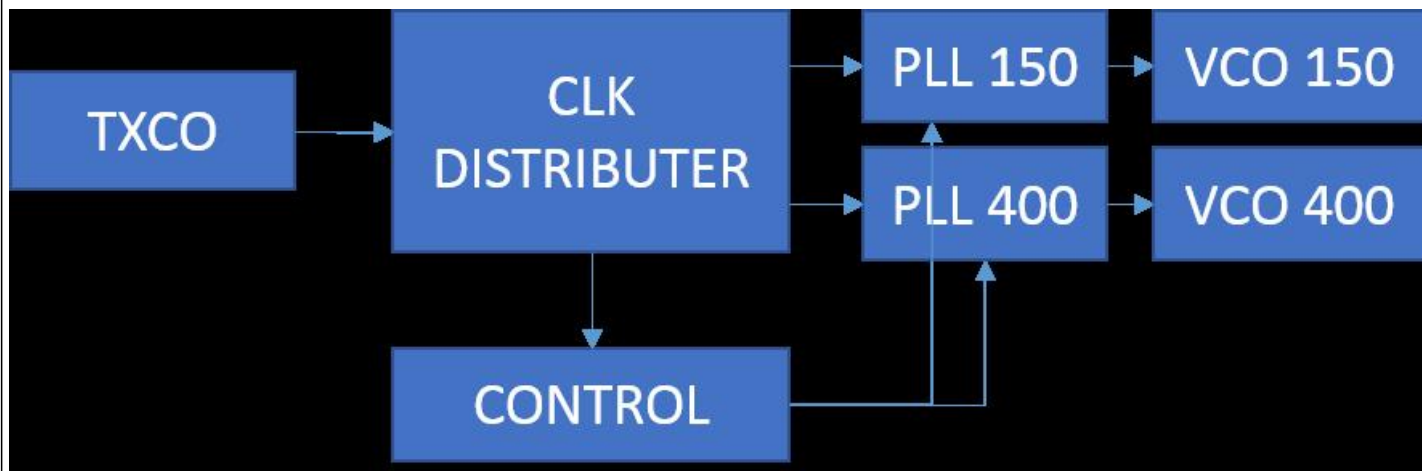 TXCO
CLK
DISTRIBUTER
PLL 150
VCO 150
PLL 400
VCO 400
CONTROL